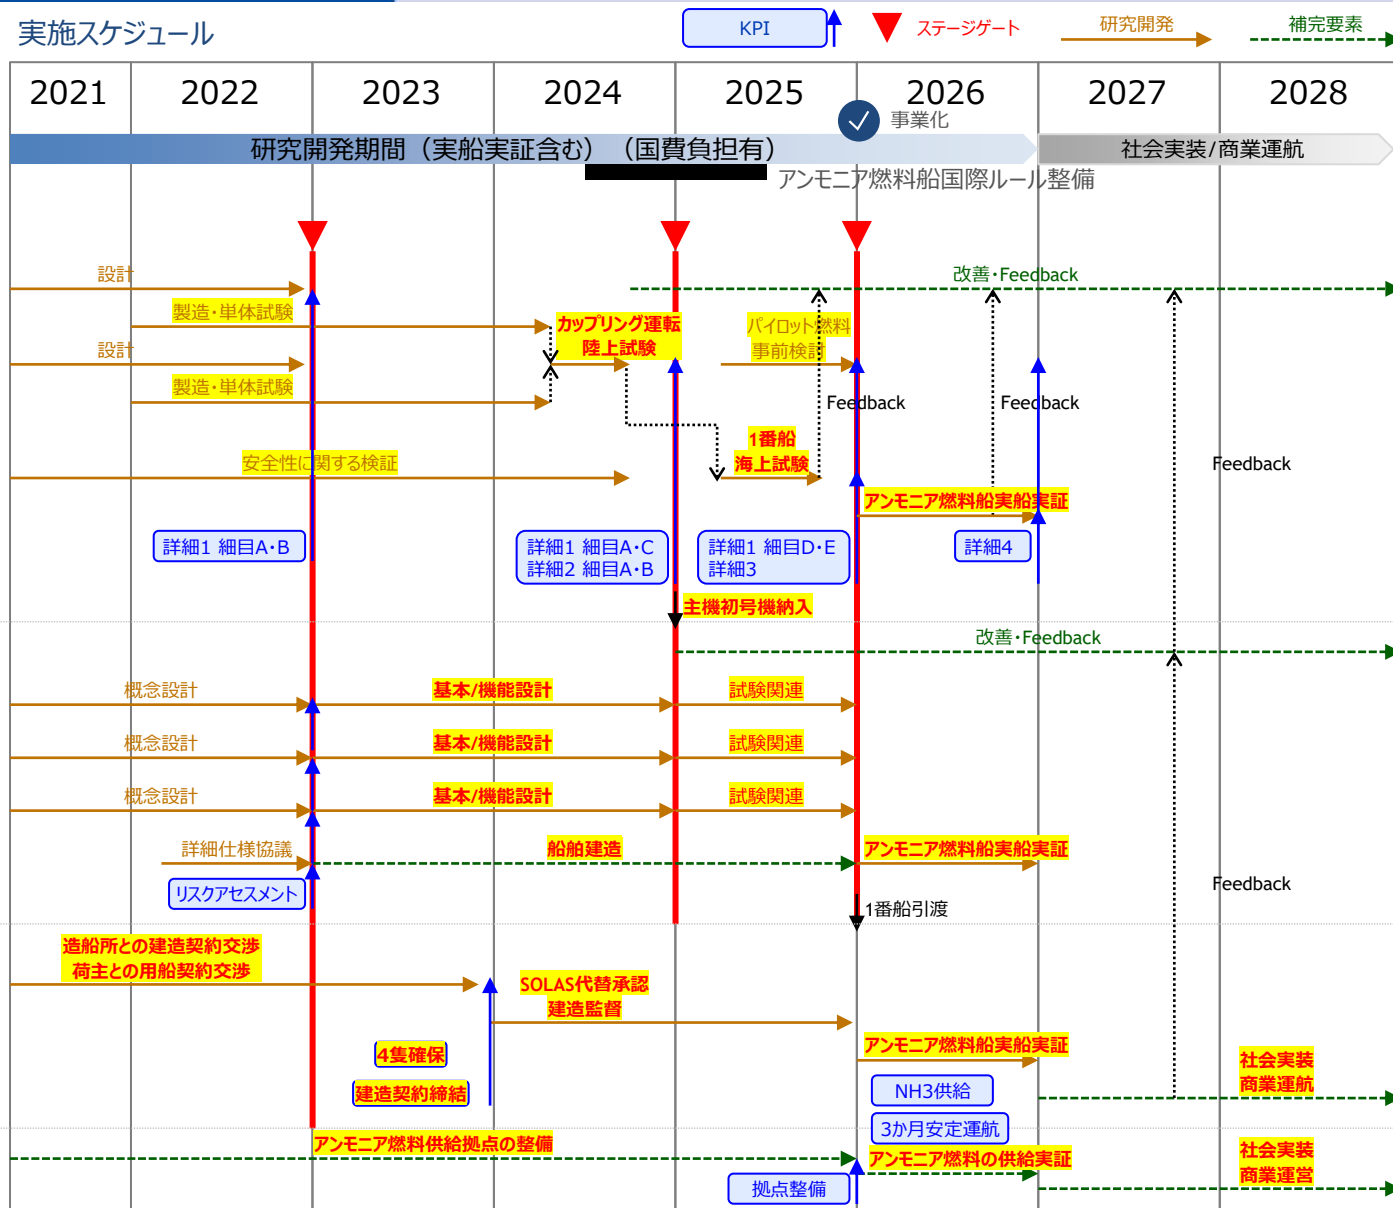 実施スケジュール
KPI
ステージゲート
研究開発
補完要素
2021
2022
2023
2024
2025
2026
2027
2028
事業化
研究開発期間（実船実証含む）（国費負担有）
社会実装/商業運航
アンモニア燃料船国際ルール整備
設計
改善・Feedback
製造・単体試験
カップリング運転
陸上試験
パイロット燃料
事前検討
設計
製造・単体試験
Feedback
Feedback
1番船
海上試験
安全性に関する検証
Feedback
アンモニア燃料船実船実証
詳細1 細目A・B
詳細1 細目A・C
詳細2 細目A・B
詳細1 細目D・E
詳細3
詳細4
主機初号機納入
改善・Feedback
概念設計
基本/機能設計
試験関連
概念設計
基本/機能設計
試験関連
概念設計
基本/機能設計
試験関連
詳細仕様協議
船舶建造
アンモニア燃料船実船実証
リスクアセスメント
Feedback
1番船引渡
造船所との建造契約交渉
荷主との用船契約交渉
SOLAS代替承認
建造監督
4隻確保
アンモニア燃料船実船実証
建造契約締結
NH3供給
社会実装
商業運航
3か月安定運航
アンモニア燃料供給拠点の整備
アンモニア燃料の供給実証
拠点整備
社会実装
商業運営